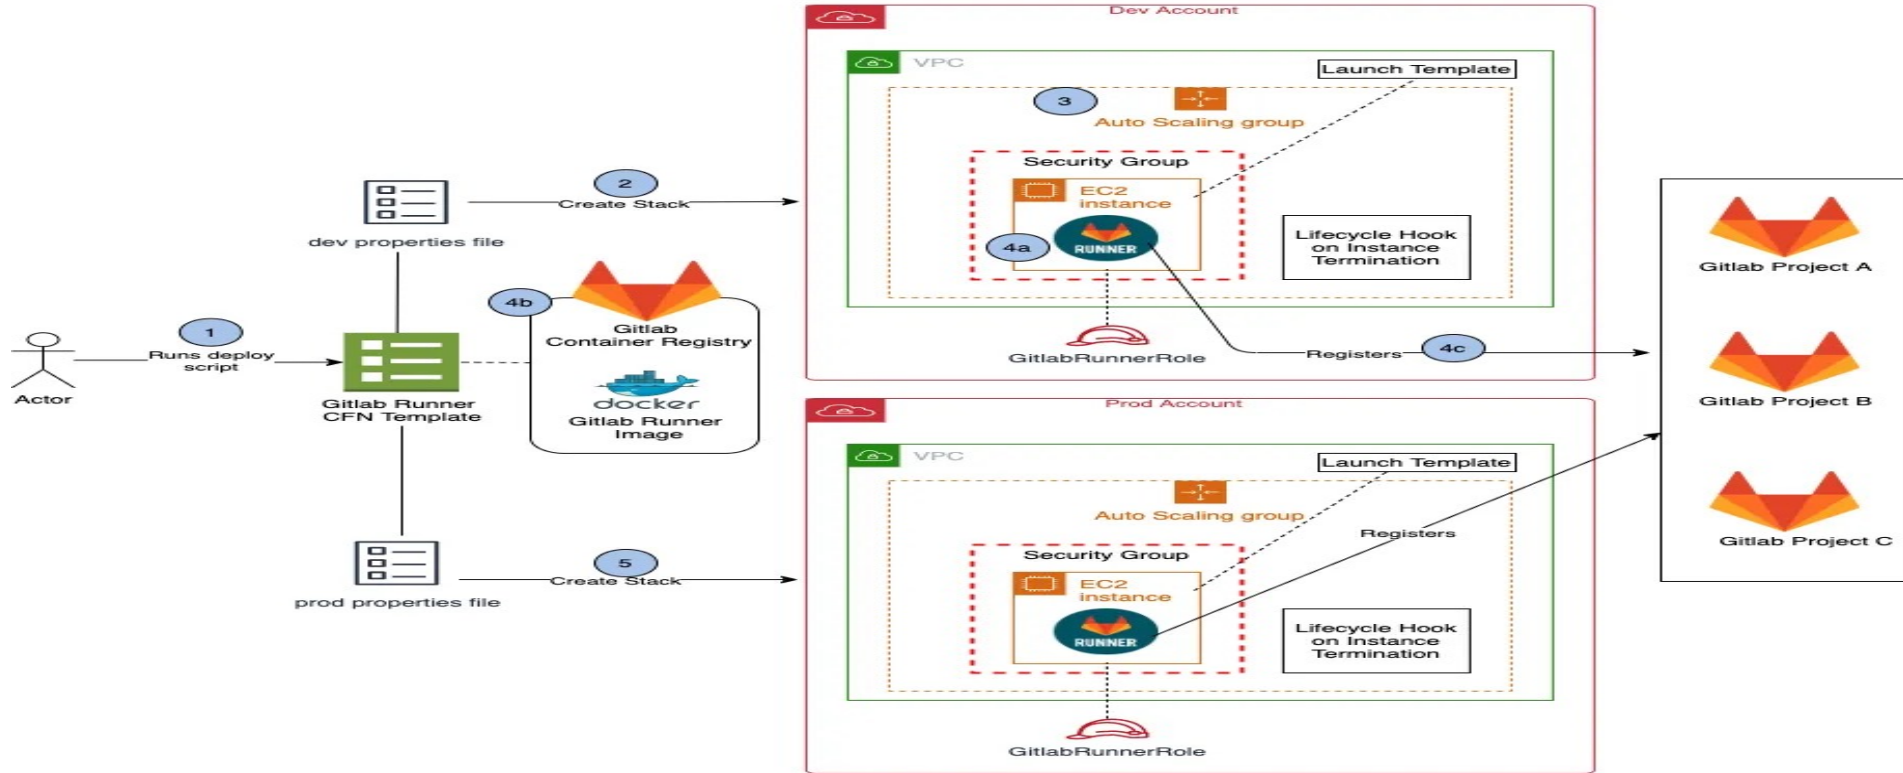 Dev Account
VPC
Launch Template
3
Auto Scaling group
Security Group
EC2
instance
4a
RUNNER
Lifecycle Hook
on Instance
Termination
GitlabRunnerRole
Registers
4c
2
Create Stack
dev properties file
4b
Gitlab
Container Registry
docker
Gitlab Runner
Image
1
Runs deploy
script
Actor
Gitlab Runner
CFN Template
5
Create Stack
prod properties file
Prod Account
VPC
Launch Template
Auto Scaling group
Security Group
EC2
instance
RUNNER
Registers
Lifecycle Hook
on Instance
Termination
GitlabRunnerRole
Gitlab Project A
Gitlab Project B
Gitlab Project C